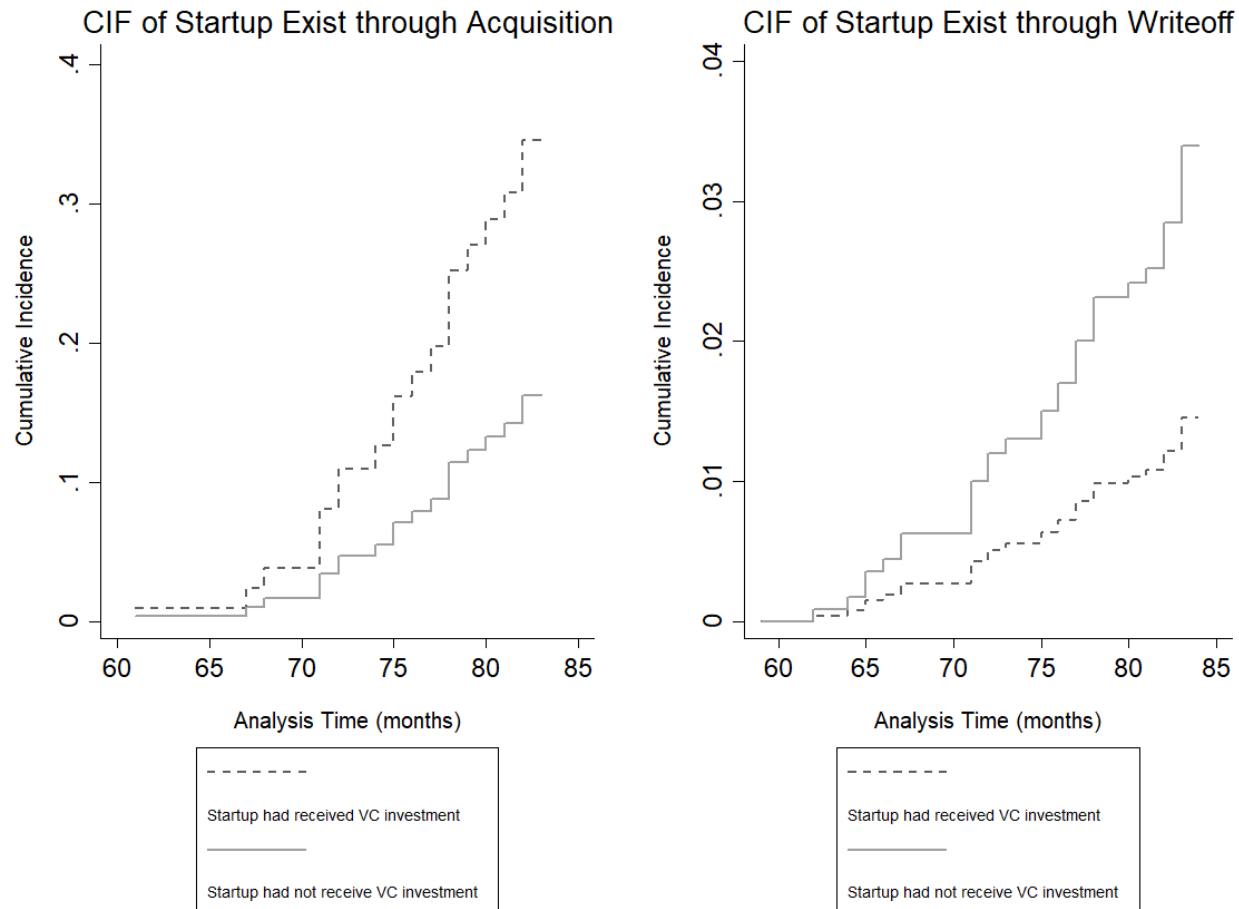 CIF of Startup Exist through Acquisition
.4
.3
.2
.1
0
Cumulative Incidence
60 65 70 75 80 85
Analysis Time (months)
Startup had received VC investment
Startup had not receive VC investment
CIF of Startup Exist through Writeoff
.04
.03
.02
.01
0
Cumulative Incidence
60 65 70 75 80 85
Analysis Time (months)
Startup had received VC investment
Startup had not receive VC investment